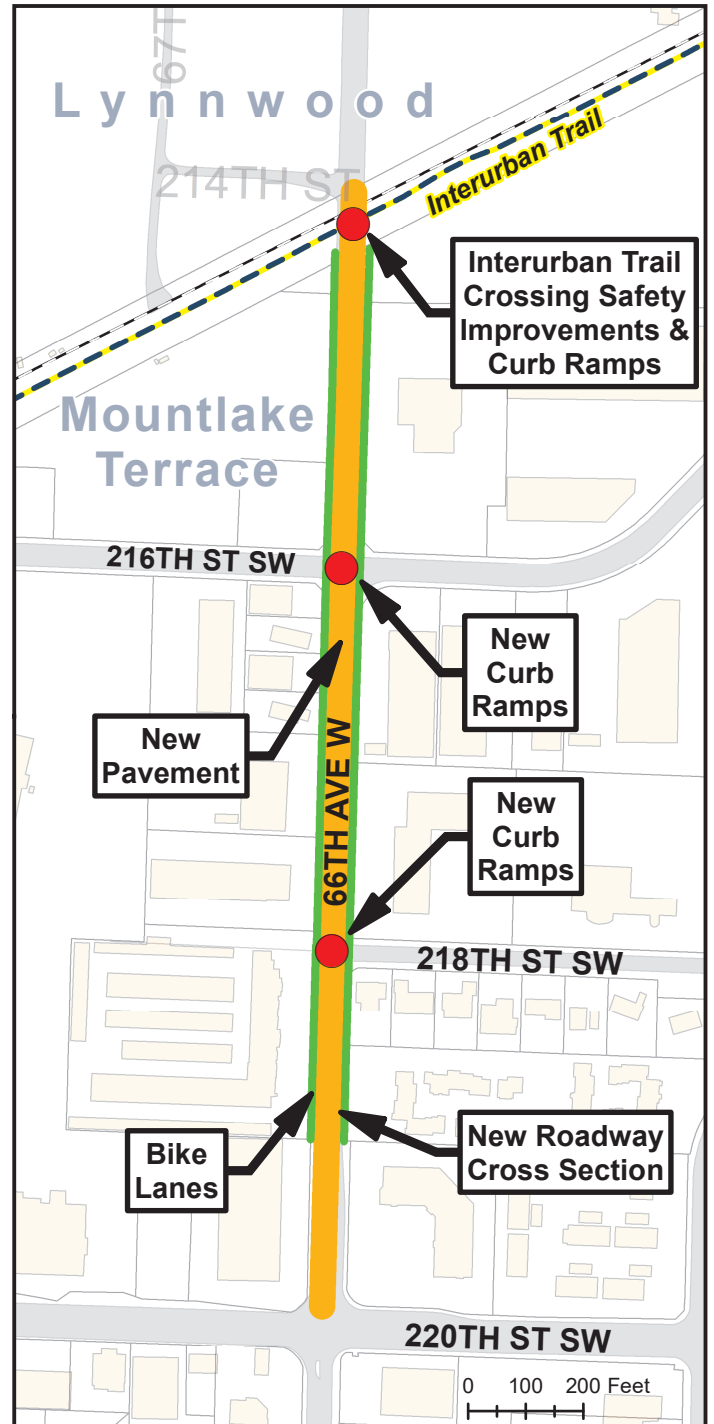 67T
Lynnwood
214TH ST
Interurban Trail
Interurban Trail
Crossing Safety
Improvements &
Curb Ramps
Mountlake
Terrace
216TH ST SW
New
Curb
Ramps
New
Pavement
66TH AVE W
New
Curb
Ramps
218TH ST SW
Bike
Lanes
New Roadway
Cross Section
220TH ST SW
0 100 200 Feet